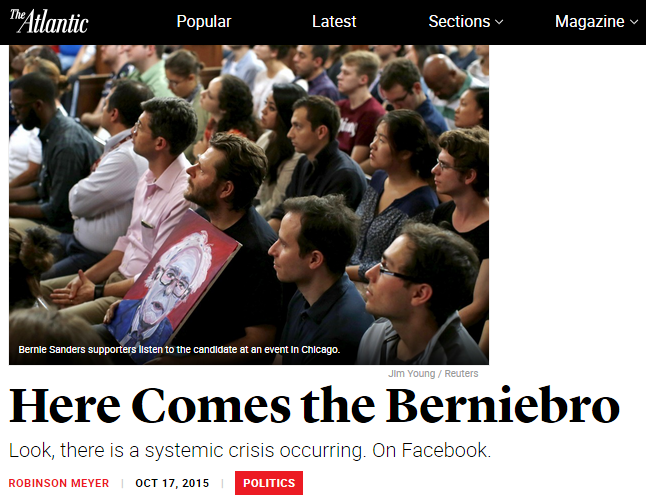 The Atlantic Popular Latest Sections Magazine
Bernie Sanders supporters listen to the candidate at an event in Chicago.
Jim Young / Reuters
Here Comes the Berniebro
Look, there is a systemic crisis occurring. On Facebook.
ROBINSON MEYER | OCT 17, 2015 | POLITICS